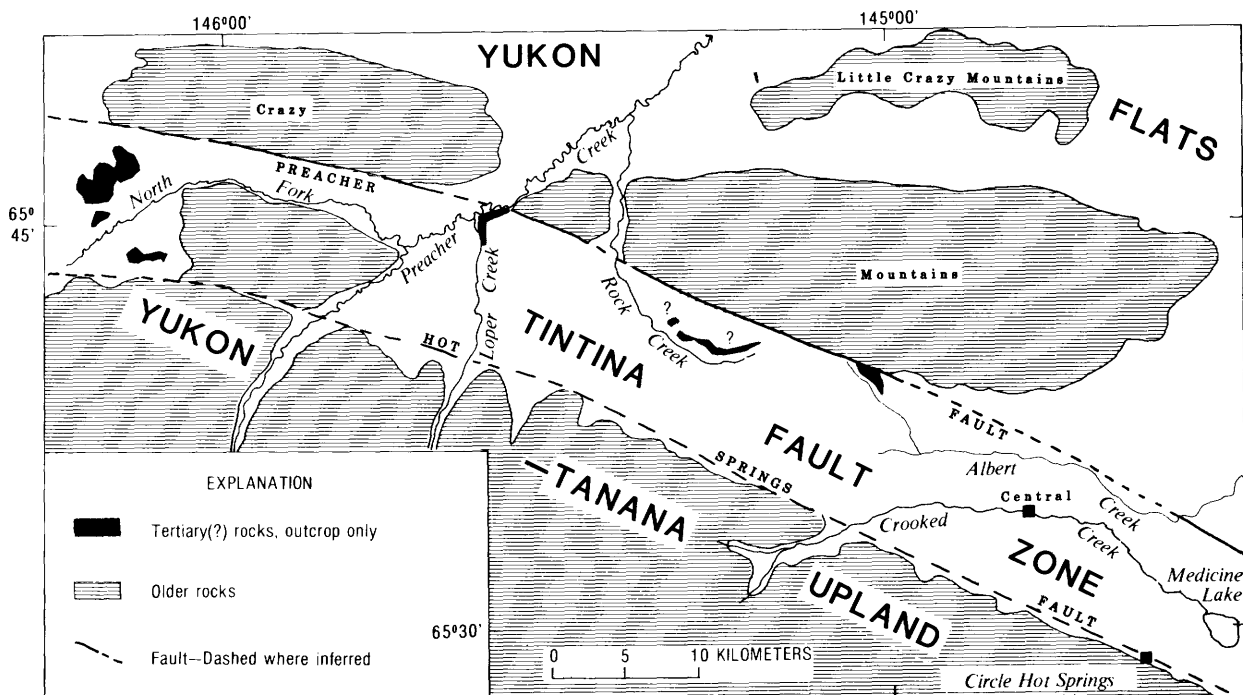 146°00'
145°00'
YUKON
Little Crazy Mountains
FLATS
Crazy
PREACHER
North
Fork
Creek
65°
45'
Preacher
Creek
Loper
Mountains
YUKON
HOT
TINTINA
Rock
Creek
?
?
FAULT
FAULT
SPRINGS
Albert
Creek
Central
–TANANA
Crooked
Creek
ZONE
UPLAND
FAULT
Medicine
Lake
EXPLANATION
Tertiary(?) rocks, outcrop only
Older rocks
Fault—Dashed where inferred
65°30'
0 5 10 KILOMETERS
Circle Hot Springs